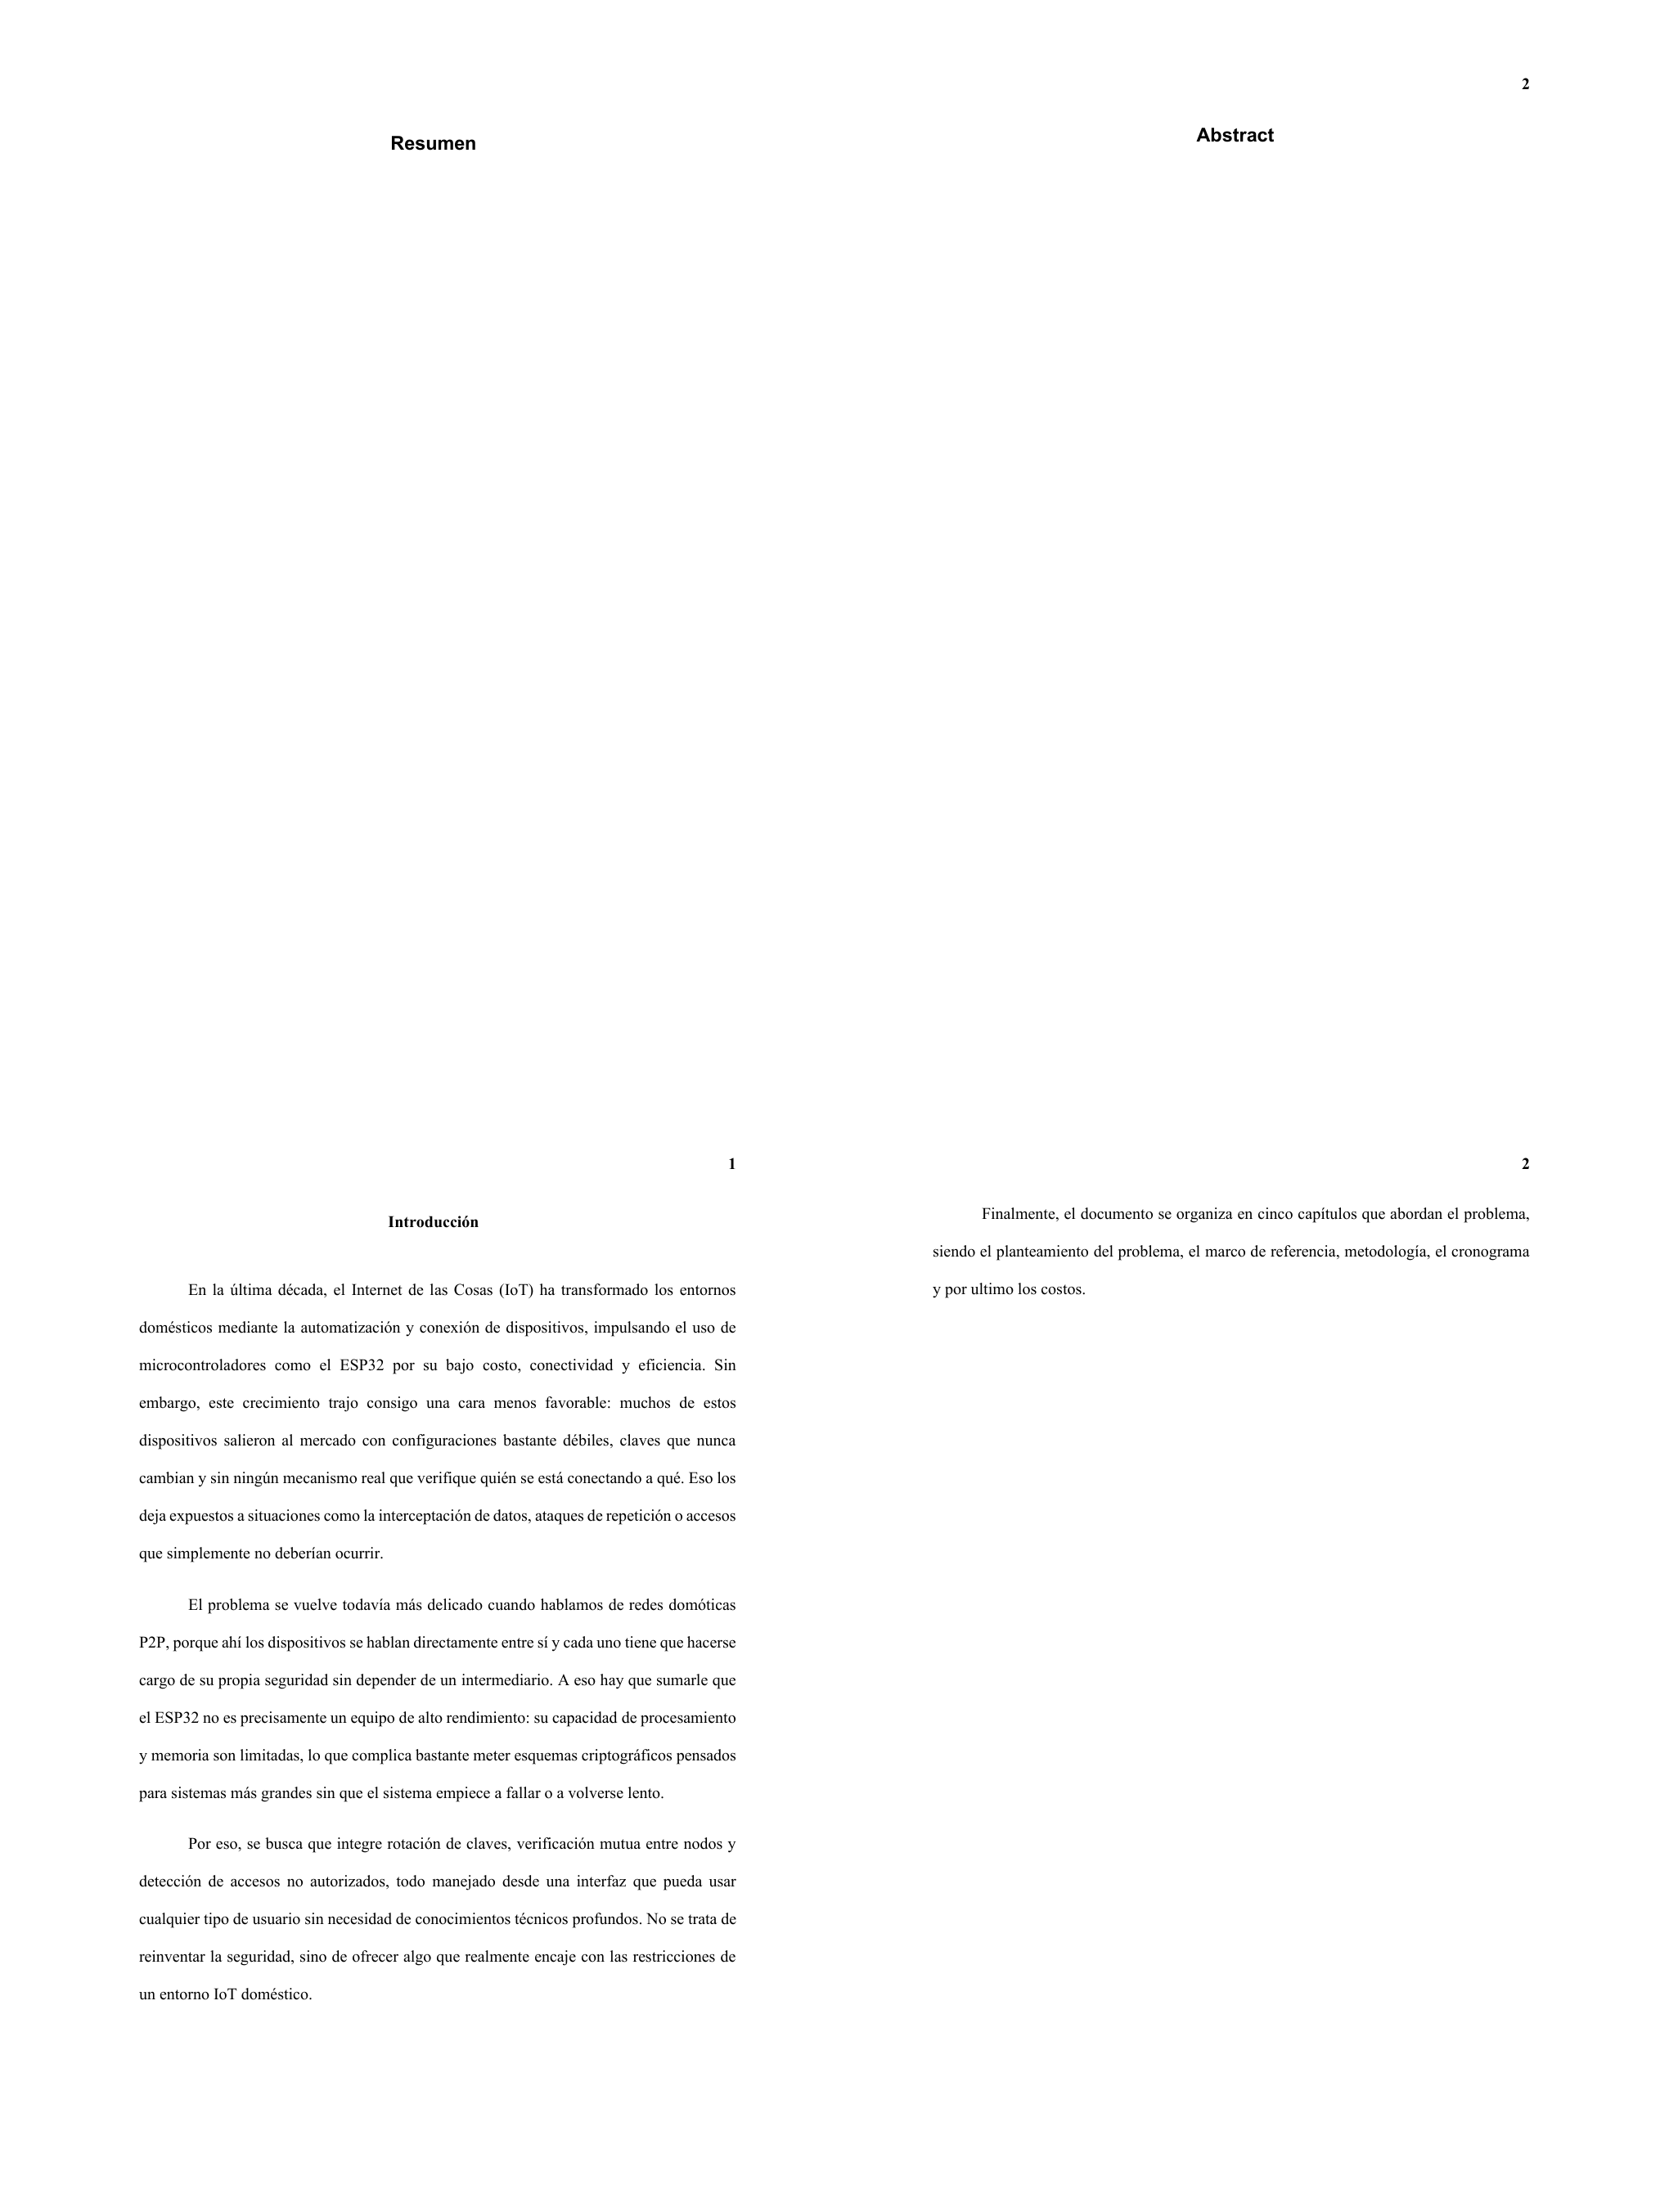 Resumen
2
Abstract
1
Introducción
En la última década, el Internet de las Cosas (IoT) ha transformado los entornos
domésticos mediante la automatización y conexión de dispositivos, impulsando el uso de
microcontroladores como el ESP32 por su bajo costo, conectividad y eficiencia. Sin
embargo, este crecimiento trajo consigo una cara menos favorable: muchos de estos
dispositivos salieron al mercado con configuraciones bastante débiles, claves que nunca
cambian y sin ningún mecanismo real que verifique quién se está conectando a qué. Eso los
deja expuestos a situaciones como la interceptación de datos, ataques de repetición o accesos
que simplemente no deberían ocurrir.
El problema se vuelve todavía más delicado cuando hablamos de redes domóticas
P2P, porque ahí los dispositivos se hablan directamente entre sí y cada uno tiene que hacerse
cargo de su propia seguridad sin depender de un intermediario. A eso hay que sumarle que
el ESP32 no es precisamente un equipo de alto rendimiento: su capacidad de procesamiento
y memoria son limitadas, lo que complica bastante meter esquemas criptográficos pensados
para sistemas más grandes sin que el sistema empiece a fallar o a volverse lento.
Por eso, se busca que integre rotación de claves, verificación mutua entre nodos y
detección de accesos no autorizados, todo manejado desde una interfaz que pueda usar
cualquier tipo de usuario sin necesidad de conocimientos técnicos profundos. No se trata de
reinventar la seguridad, sino de ofrecer algo que realmente encaje con las restricciones de
un entorno IoT doméstico.
2
Finalmente, el documento se organiza en cinco capítulos que abordan el problema,
siendo el planteamiento del problema, el marco de referencia, metodología, el cronograma
y por ultimo los costos.